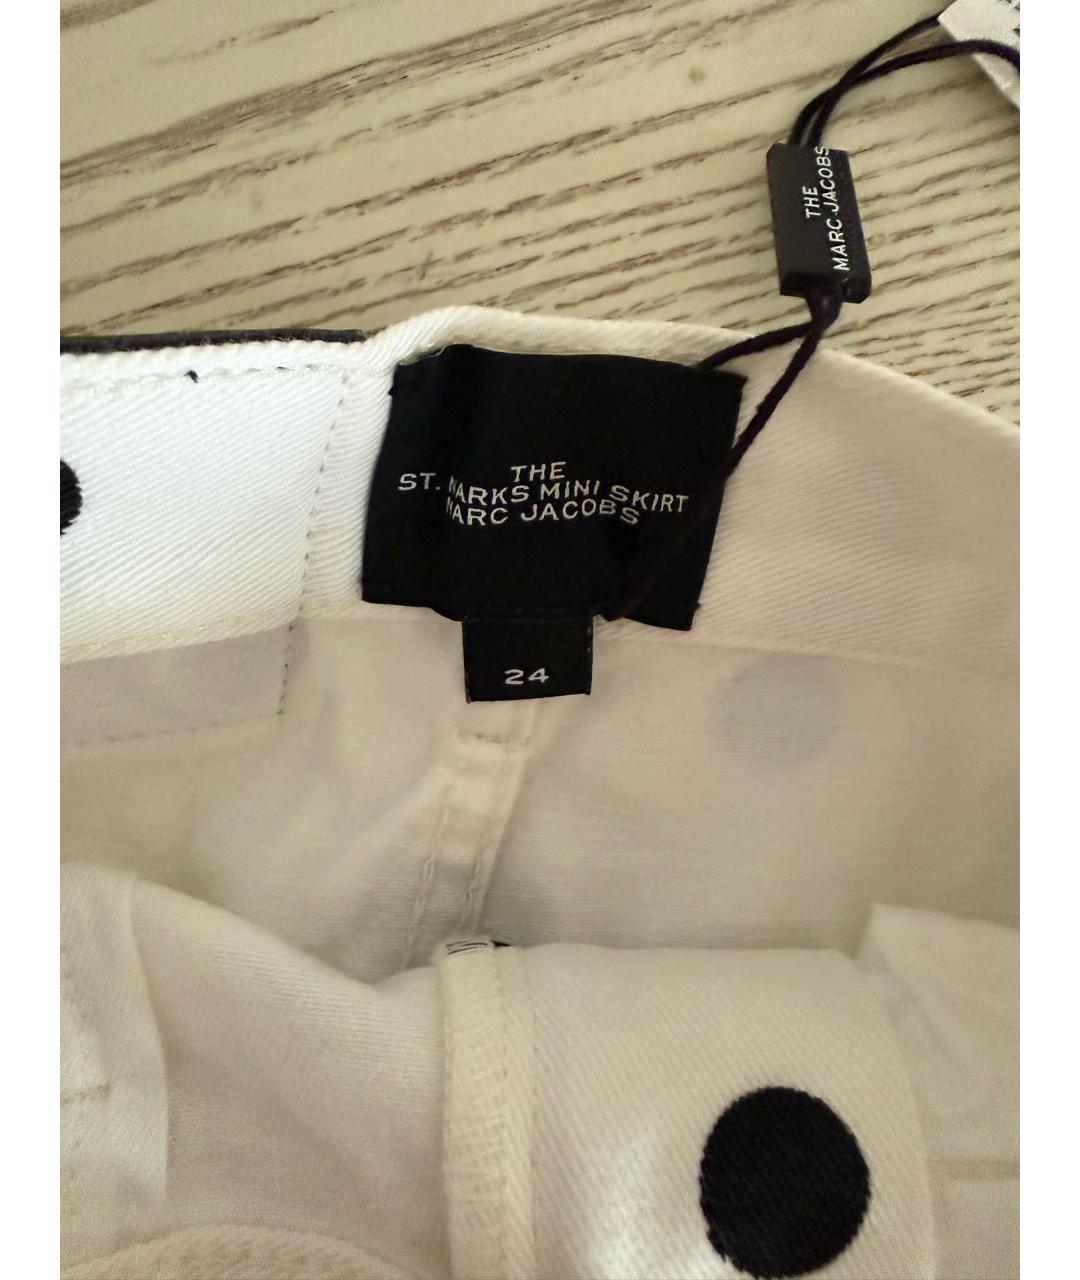 THE
MARC JACOBS
THE
ST. MARKS MINI SKIRT
MARC JACOBS
24